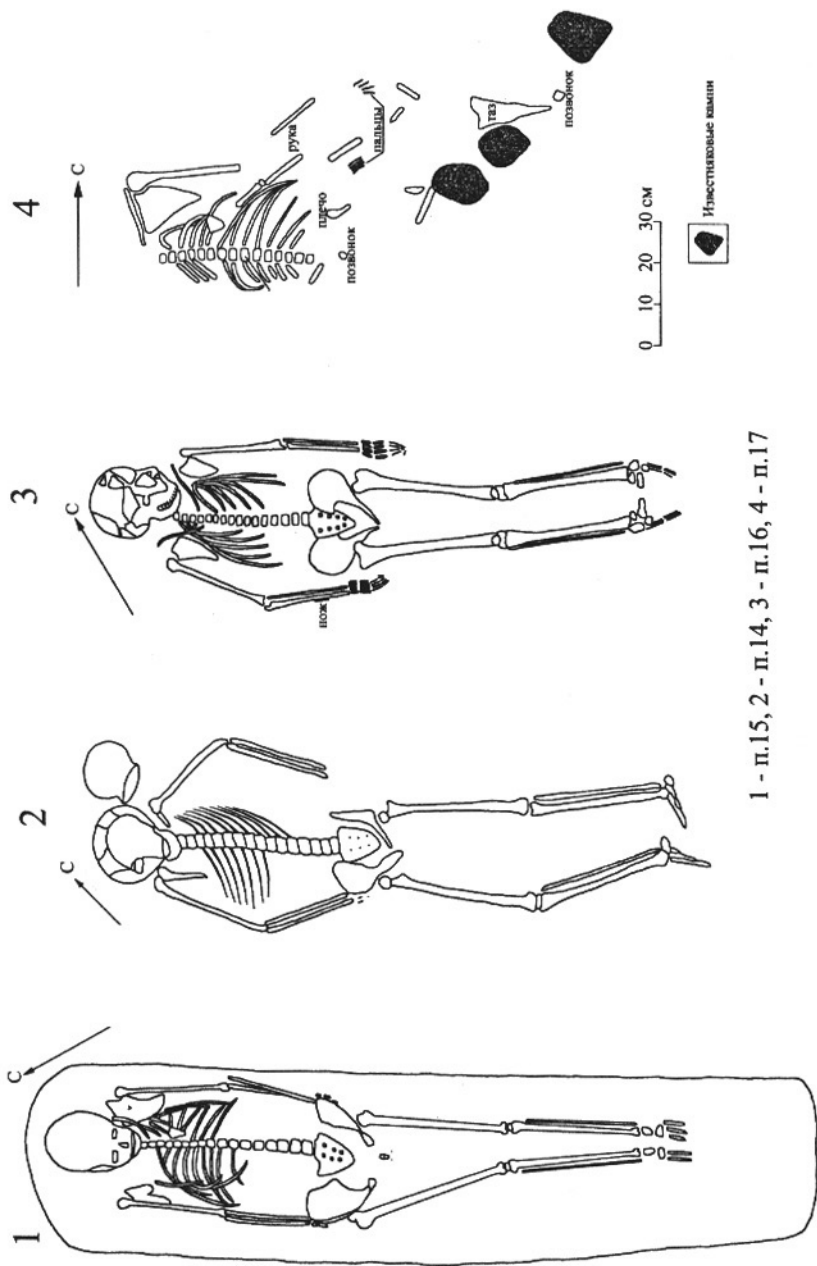 1
С
2
С
3
С
нож
4
С
рука
плечо
позвонок
пальцы
таз
позвонок
0 10 20 30 см
Известняковые камни
1 - п.15, 2 - п.14, 3 - п.16, 4 - п.17